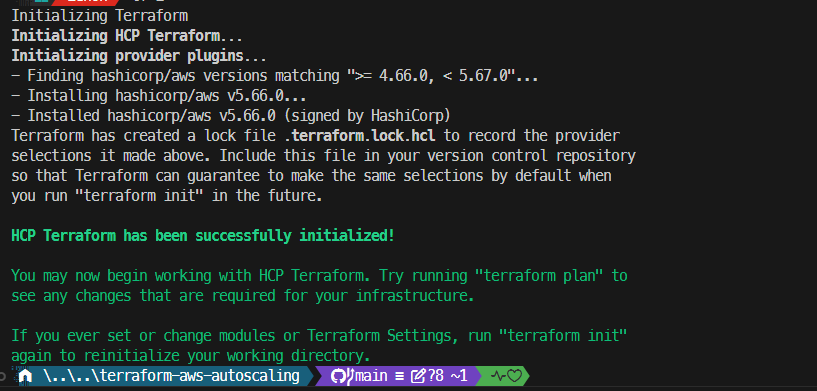 Initializing Terraform
Initializing HCP Terraform...
Initializing provider plugins...
- Finding hashicorp/aws versions matching ">= 4.66.0, < 5.67.0"...
- Installing hashicorp/aws v5.66.0...
- Installed hashicorp/aws v5.66.0 (signed by HashiCorp)
Terraform has created a lock file .terraform.lock.hcl to record the provider
selections it made above. Include this file in your version control repository
so that Terraform can guarantee to make the same selections by default when
you run "terraform init" in the future.
HCP Terraform has been successfully initialized!
You may now begin working with HCP Terraform. Try running "terraform plan" to
see any changes that are required for your infrastructure.
If you ever set or change modules or Terraform Settings, run "terraform init"
again to reinitialize your working directory.
\..\..\terraform-aws-autoscaling main ≡ ?8 ~1